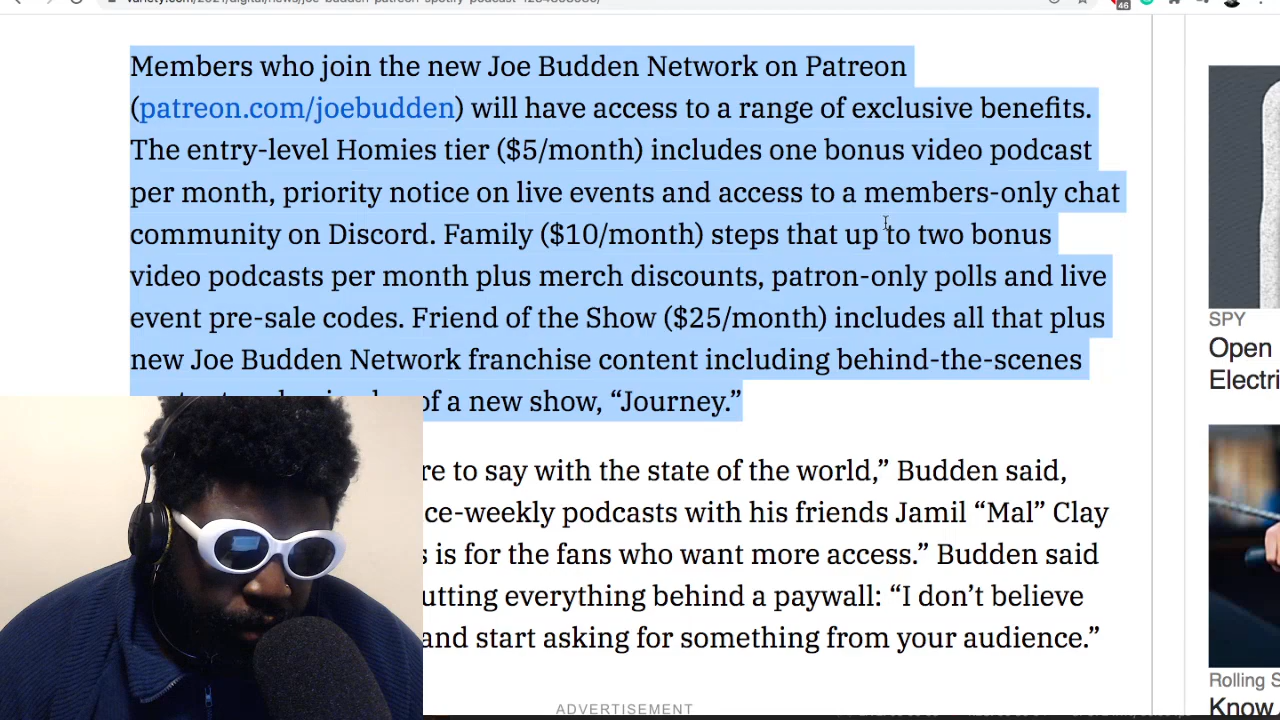 Members who join the new Joe Budden Network on Patreon
(patreon.com/joebudden) will have access to a range of exclusive benefits.
The entry-level Homies tier ($5/month) includes one bonus video podcast
per month, priority notice on live events and access to a members-only chat
community on Discord. Family ($10/month) steps that up to two bonus
video podcasts per month plus merch discounts, patron-only polls and live
event pre-sale codes. Friend of the Show ($25/month) includes all that plus
new Joe Budden Network franchise content including behind-the-scenes
of a new show, “Journey.”
re to say with the state of the world,” Budden said,
ce-weekly podcasts with his friends Jamil “Mal” Clay
s is for the fans who want more access.” Budden said
utting everything behind a paywall: “I don’t believe
and start asking for something from your audience.”
ADVERTISEMENT
46
SPY
Open
Electri
Rolling S
Know